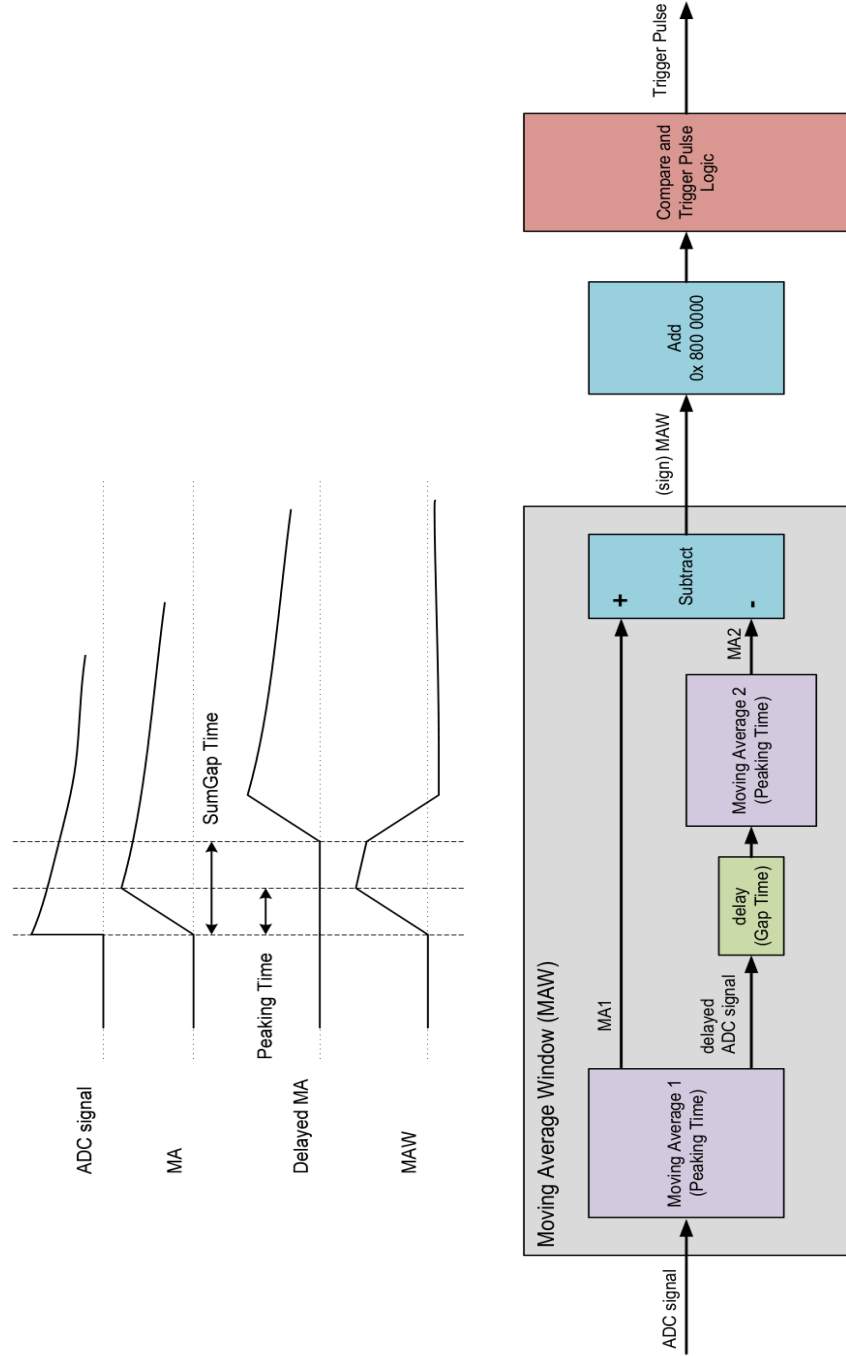 ADC signal
MA
Delayed MA
MAW
Peaking Time
SumGap Time
Moving Average Window (MAW)
ADC signal
Moving Average 1
(Peaking Time)
MA1
delayed
ADC signal
delay
(Gap Time)
Moving Average 2
(Peaking Time)
MA2
+
Subtract
-
(sign) MAW
Add
0x 800 0000
Compare and
Trigger Pulse
Logic
Trigger Pulse